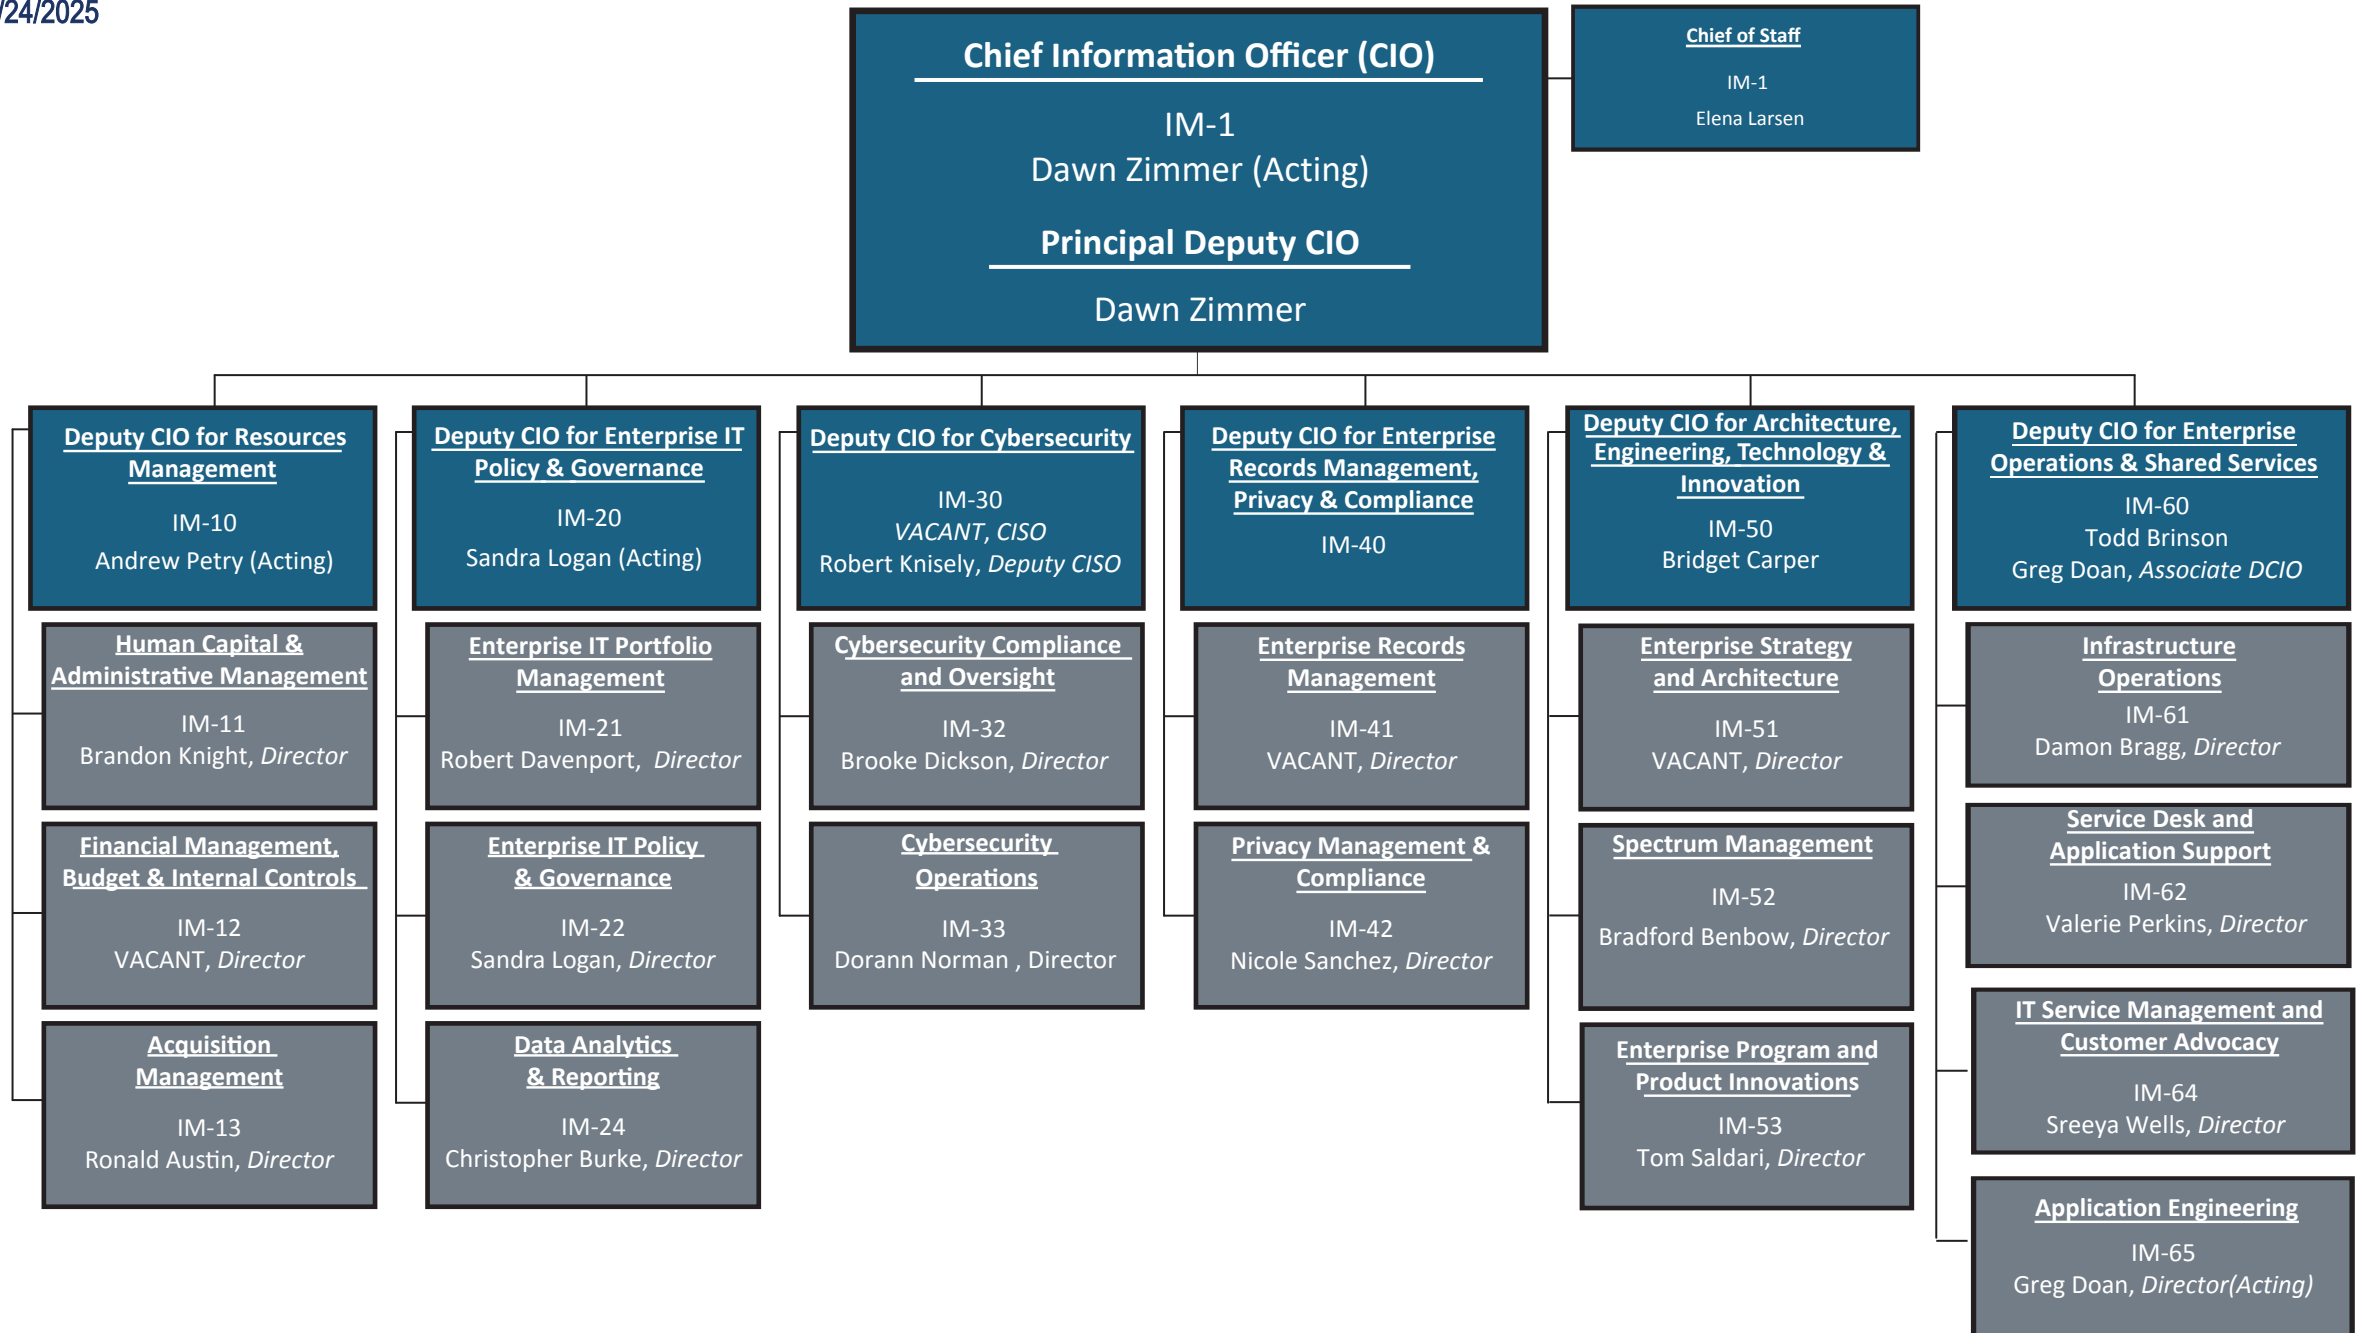 /24/2025
Chief Information Officer (CIO)
IM-1
Dawn Zimmer (Acting)
Principal Deputy CIO
Dawn Zimmer
Chief of Staff
IM-1
Elena Larsen
Deputy CIO for Resources
Management
IM-10
Andrew Petry (Acting)
Human Capital &
Administrative Management
IM-11
Brandon Knight, Director
Financial Management,
Budget & Internal Controls
IM-12
VACANT, Director
Acquisition
Management
IM-13
Ronald Austin, Director
Deputy CIO for Enterprise IT
Policy & Governance
IM-20
Sandra Logan (Acting)
Enterprise IT Portfolio
Management
IM-21
Robert Davenport, Director
Enterprise IT Policy
& Governance
IM-22
Sandra Logan, Director
Data Analytics
& Reporting
IM-24
Christopher Burke, Director
Deputy CIO for Cybersecurity
IM-30
VACANT, CISO
Robert Knisely, Deputy CISO
Cybersecurity Compliance
and Oversight
IM-32
Brooke Dickson, Director
Cybersecurity
Operations
IM-33
Dorann Norman , Director
Deputy CIO for Enterprise
Records Management,
Privacy & Compliance
IM-40
Enterprise Records
Management
IM-41
VACANT, Director
Privacy Management &
Compliance
IM-42
Nicole Sanchez, Director
Deputy CIO for Architecture,
Engineering, Technology &
Innovation
IM-50
Bridget Carper
Enterprise Strategy
and Architecture
IM-51
VACANT, Director
Spectrum Management
IM-52
Bradford Benbow, Director
Enterprise Program and
Product Innovations
IM-53
Tom Saldari, Director
Deputy CIO for Enterprise
Operations & Shared Services
IM-60
Todd Brinson
Greg Doan, Associate DCIO
Infrastructure
Operations
IM-61
Damon Bragg, Director
Service Desk and
Application Support
IM-62
Valerie Perkins, Director
IT Service Management and
Customer Advocacy
IM-64
Sreeya Wells, Director
Application Engineering
IM-65
Greg Doan, Director(Acting)